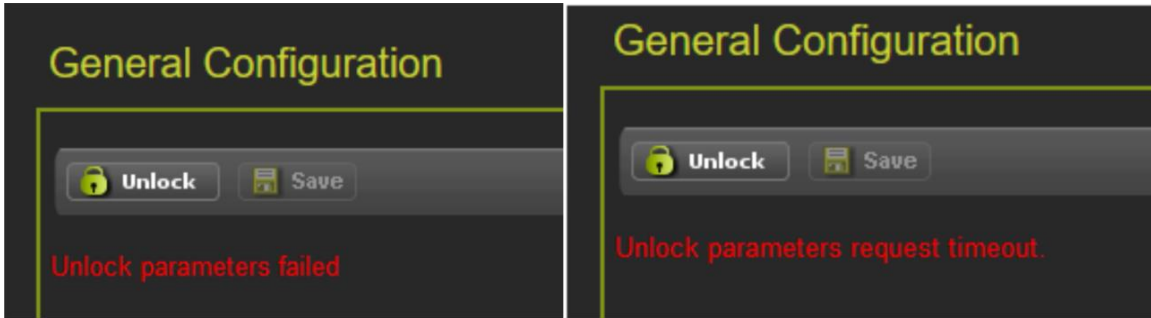 General Configuration
Unlock Save
Unlock parameters failed
General Configuration
Unlock Save
Unlock parameters request timeout.